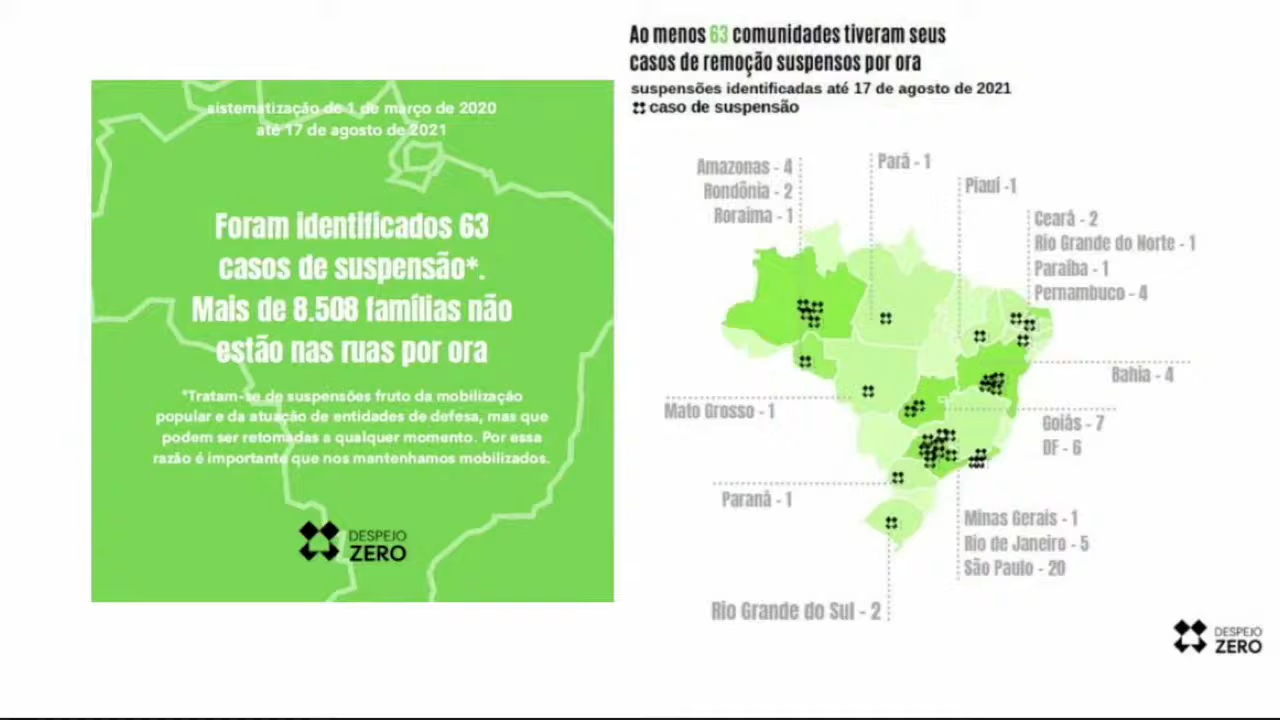 sistematização de 1 de março de 2020
até 17 de agosto de 2021
Foram identificados 63
casos de suspensão*.
Mais de 8.508 famílias não
estão nas ruas por ora
*Tratam-se de suspensões fruto da mobilização
popular e da atuação de entidades de defesa, mas que
podem ser retomadas a qualquer momento. Por essa
razão é importante que nos mantenhamos mobilizados.
DESPEJO
ZERO
Ao menos 63 comunidades tiveram seus
casos de remoção suspensos por ora
suspensões identificadas até 17 de agosto de 2021
caso de suspensão
Amazonas - 4
Rondônia - 2
Roraima - 1
Pará - 1
Piauí -1
Ceará - 2
Rio Grande do Norte - 1
Paraíba - 1
Pernambuco - 4
Bahia - 4
Mato Grosso - 1
Goiás - 7
DF - 6
Paraná - 1
Minas Gerais - 1
Rio de Janeiro - 5
São Paulo - 20
Rio Grande do Sul - 2
DESPEJO
ZERO